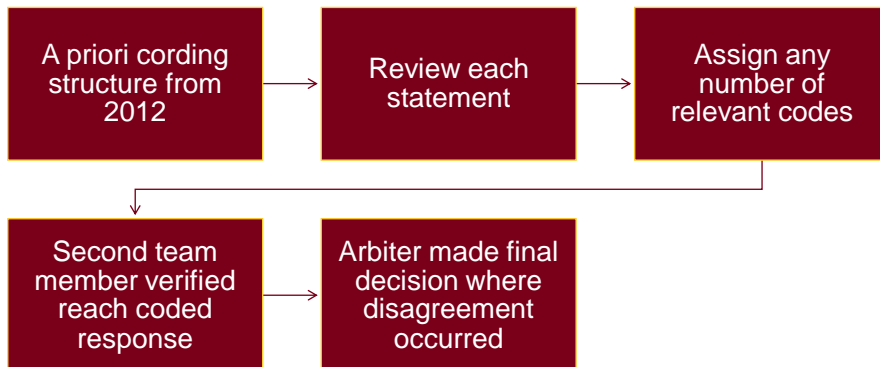 A priori cording
structure from
2012
Review each
statement
Assign any
number of
relevant codes
Second team
member verified
reach coded
response
Arbiter made final
decision where
disagreement
occurred